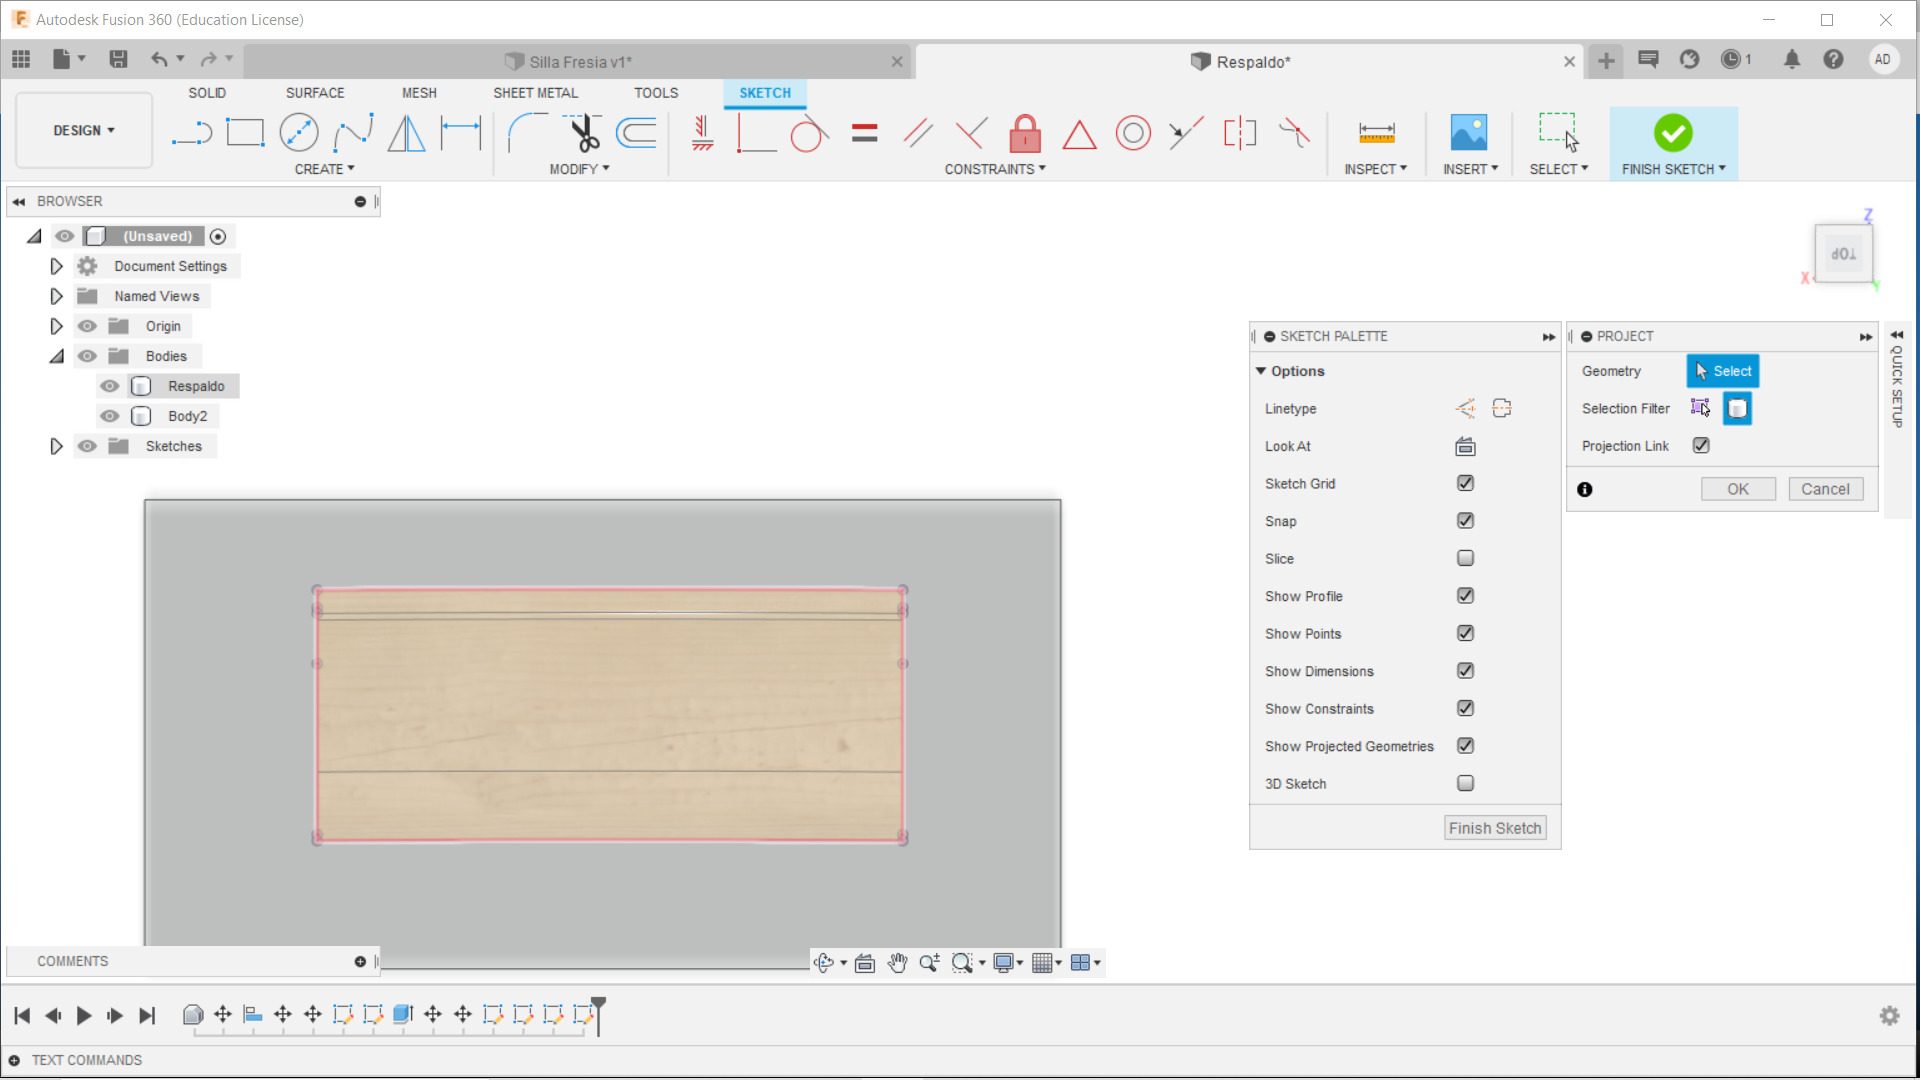 Autodesk Fusion 360 (Education License)
Silla Fresia v1*
Respaldo*
1
AD
SOLID
SURFACE
MESH
SHEET METAL
TOOLS
SKETCH
DESIGN
CREATE
MODIFY
CONSTRAINTS
INSPECT
INSERT
SELECT
FINISH SKETCH
BROWSER
(Unsaved)
Document Settings
Named Views
Origin
Bodies
Respaldo
Body2
Sketches
Z
TOP
X
Y
SKETCH PALETTE
Options
Linetype
Look At
Sketch Grid
Snap
Slice
Show Profile
Show Points
Show Dimensions
Show Constraints
Show Projected Geometries
3D Sketch
Finish Sketch
PROJECT
Geometry
Select
Selection Filter
Projection Link
OK
Cancel
QUICK SETUP
COMMENTS
TEXT COMMANDS